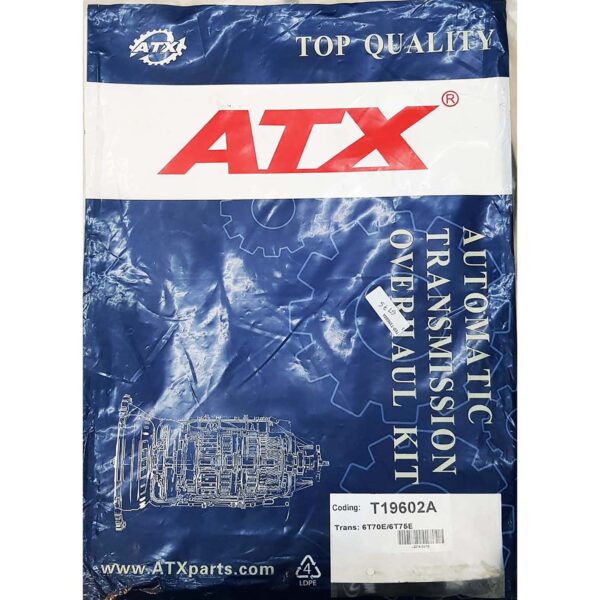 ATX
TOP QUALITY
ATX®
AUTOMATIC
TRANSMISSION
OVERHAUL KIT
Coding: T19602A
Trans: 6T70E/6T75E
www.ATXparts.com
4
LDPE